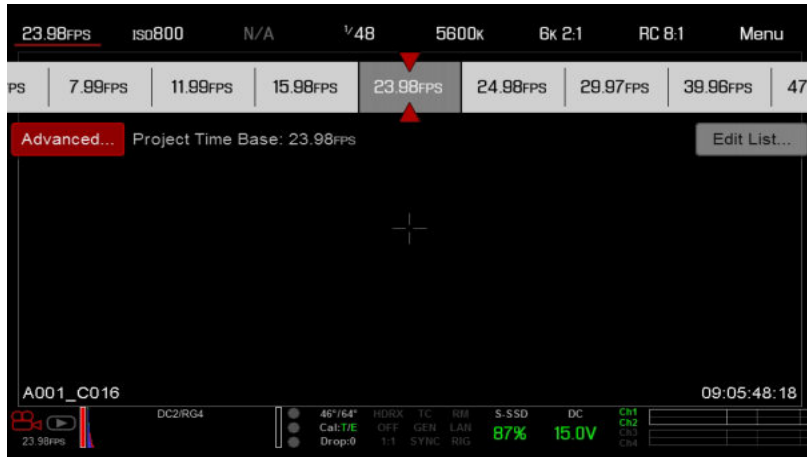 23.98FPS ISO800 N/A 1/48 5600K 6K 2:1 RC 8:1 Menu
PS 7.99FPS 11.99FPS 15.98FPS 23.98FPS 24.98FPS 29.97FPS 39.96FPS 47
Advanced... Project Time Base: 23.98FPS Edit List...
A001_C016 09:05:48:18
DC2/RG4 46°/64° HDRX TC RM S-SSD DC Ch1
Cal:T/E OFF GEN LAN 87% 15.0V Ch2
23.98FPS Drop:0 1:1 SYNC RIG Ch3
Ch4